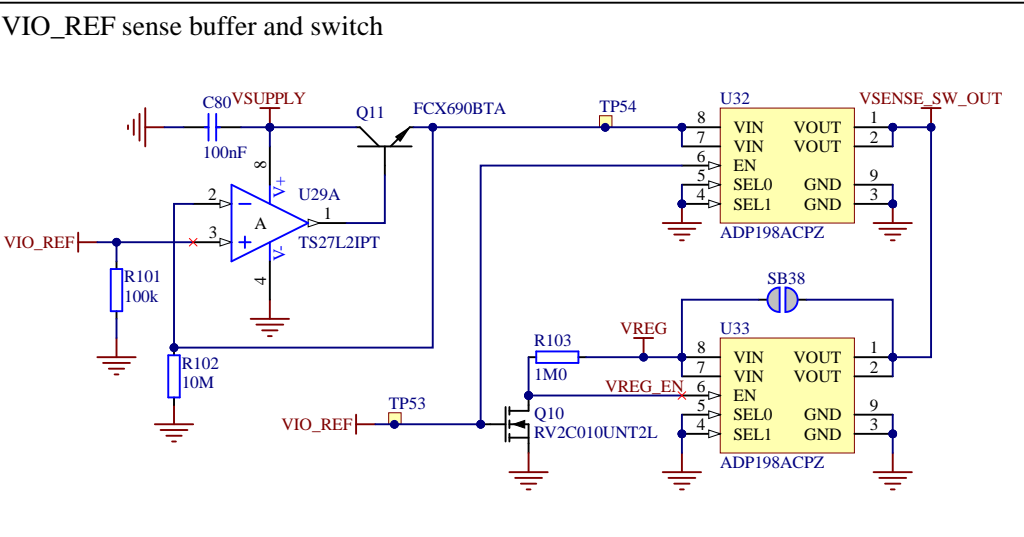 VIO_REF sense buffer and switch
C80
VSUPPLY
100nF
Q11
FCX690BTA
TP54
U32
VSENSE_SW_OUT
8 VIN VOUT 1
7 VIN VOUT 2
6 EN
5 SEL0 GND 9
4 SEL1 GND 3
ADP198ACPZ
8
V+
U29A
2
A
1
TS27L2IPT
VIO_REF
3
V-
4
R101
100k
R102
10M
SB38
U33
VREG
R103
1M0
8 VIN VOUT 1
7 VIN VOUT 2
VREG_EN 6 EN
5 SEL0 GND 9
4 SEL1 GND 3
ADP198ACPZ
TP53
VIO_REF
Q10
RV2C010UNT2L